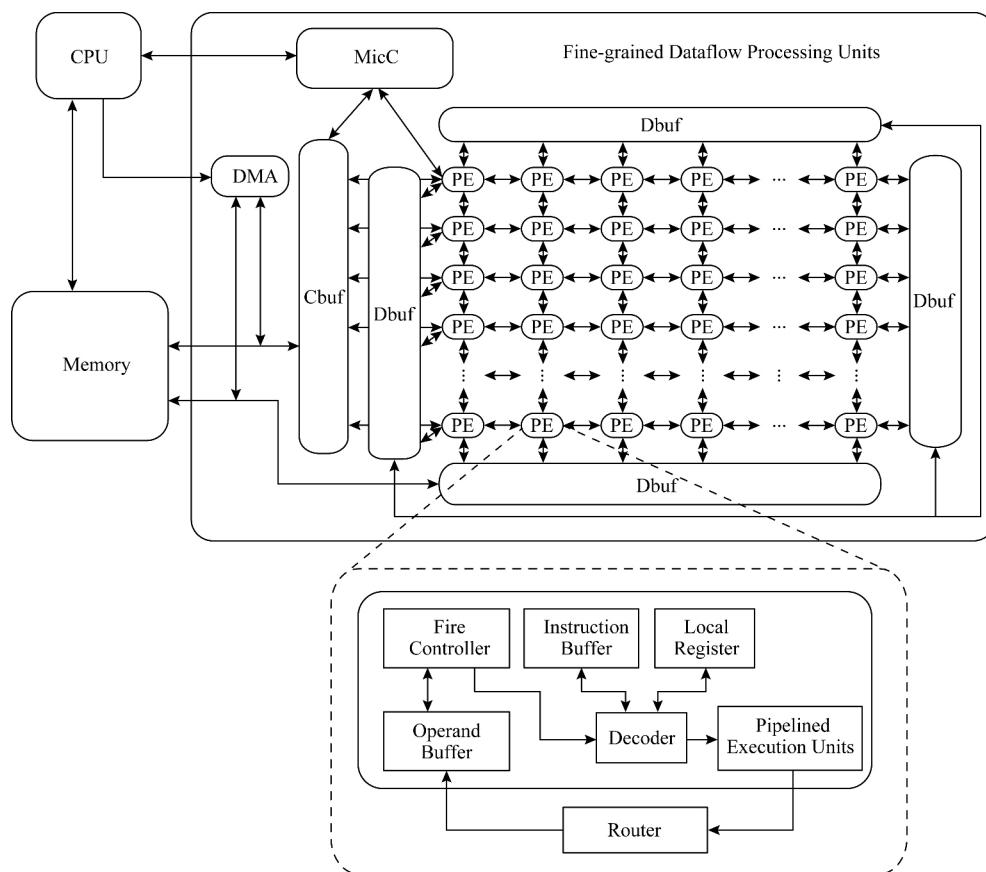 CPU
MicC
Fine-grained Dataflow Processing Units
Dbuf
DMA
PE PE PE PE ... PE
PE PE PE PE ... PE
Cbuf
Dbuf
PE PE PE PE ... PE
Dbuf
PE PE PE PE ... PE
Memory
⋮ ⋮ ⋮ ⋮ ... ⋮
PE PE PE PE ... PE
Dbuf
Fire
Controller
Instruction
Buffer
Local
Register
Operand
Buffer
Decoder
Pipelined
Execution Units
Router